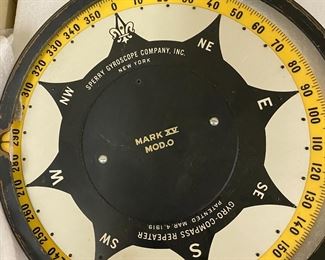 320 330 340 350 0 10 20 30 40 50 60 70 80 90 100 110 120 130 140 150
310 300 290 280 270 260 250 240
NE
E
SE
S
SW
W
NW
SPERRY GYROSCOPE COMPANY, INC.
NEW YORK
MARK XV
MOD.O
GYRO-COMPASS REPEATER
PATENTED MAR. 4, 1919